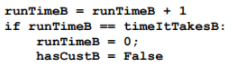 runTimeB = runTimeB + 1
if runTimeB == timeItTakesB:
    runTimeB = 0;
    hasCustB = False